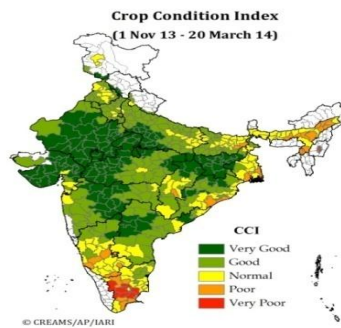 Crop Condition Index
(1 Nov 13 - 20 March 14)
CCI
Very Good
Good
Normal
Poor
Very Poor
© CREAMS/AP/IARI